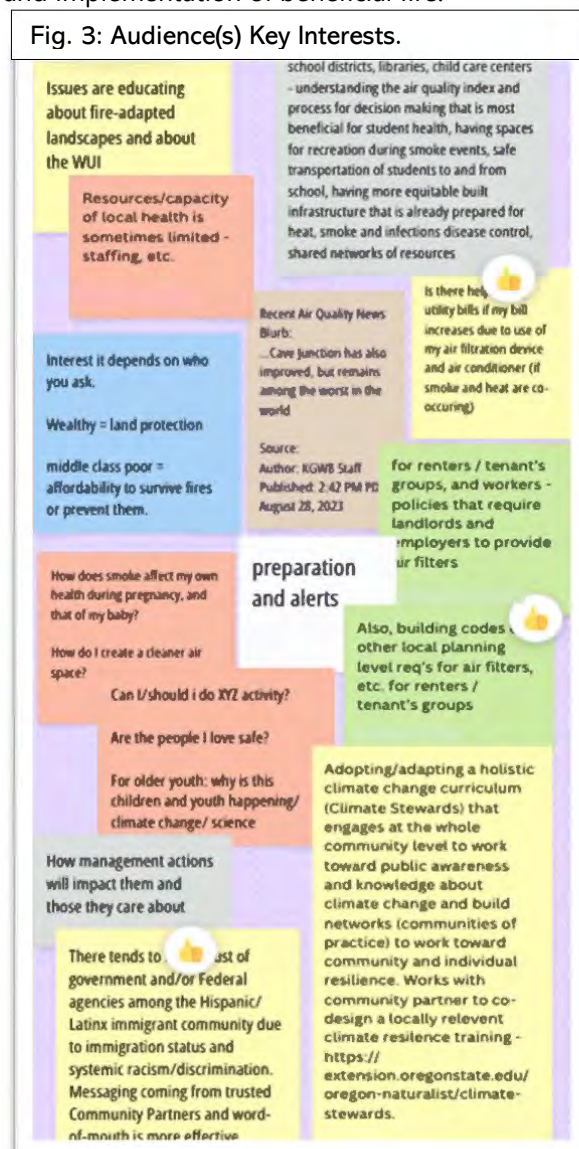 and implementation of beneficial fire.
Fig. 3: Audience(s) Key Interests.
Issues are educating
about fire-adapted
landscapes and about
the WUI
school districts, libraries, child care centers
- understanding the air quality index and
process for decision making that is most
beneficial for student health, having spaces
for recreation during smoke events, safe
transportation of students to and from
school, having more equitable built
infrastructure that is already prepared for
heat, smoke and infections disease control,
shared networks of resources
Resources/capacity
of local health is
sometimes limited -
staffing, etc.
Recent Air Quality News
Blurb:
...Cave Junction has also
improved, but remains
among the worst in the
world
Source:
Author: KGW8 Staff
Published: 2:42 PM PD
August 28, 2023
Is there
utility bills if my bill
increases due to use of
my air filtration device
and air conditioner (if
smoke and heat are co-
occuring)
Interest it depends on who
you ask.
Wealthy = land protection
middle class poor =
affordability to survive fires
or prevent them.
for renters / tenant's
groups, and workers -
policies that require
landlords and
employers to provide
air filters
preparation
and alerts
How does smoke affect my own
health during pregnancy, and
that of my baby?
How do I create a cleaner air
space?
Can I/should i do XYZ activity?
Are the people I love safe?
For older youth: why is this
children and youth happening/
climate change/ science
Also, building codes
other local planning
level req's for air filters,
etc. for renters /
tenant's groups
How management actions
will impact them and
those they care about
Adopting/adapting a holistic
climate change curriculum
(Climate Stewards) that
engages at the whole
community level to work
toward public awareness
and knowledge about
climate change and build
networks (communities of
practice) to work toward
community and individual
resilience. Works with
community partner to co-
design a locally relevent
climate resilence training -
https://
extension.oregonstate.edu/
oregon-naturalist/climate-
stewards.
There tends to ust of
government and/or Federal
agencies among the Hispanic/
Latinx immigrant community due
to immigration status and
systemic racism/discrimination.
Messaging coming from trusted
Community Partners and word-
of-mouth is more effective